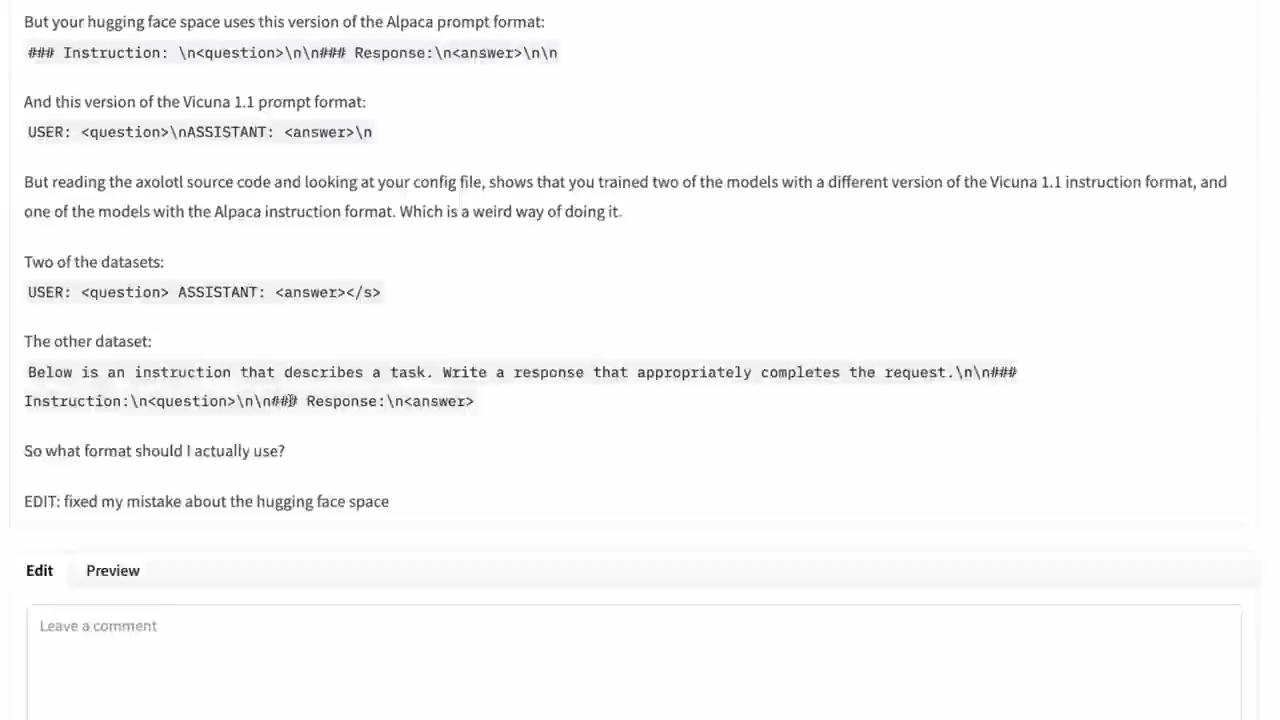 But your hugging face space uses this version of the Alpaca prompt format:
### Instruction: \n<question>\n\n### Response:\n<answer>\n\n
And this version of the Vicuna 1.1 prompt format:
USER: <question>\nASSISTANT: <answer>\n
But reading the axolotl source code and looking at your config file, shows that you trained two of the models with a different version of the Vicuna 1.1 instruction format, and
one of the models with the Alpaca instruction format. Which is a weird way of doing it.
Two of the datasets:
USER: <question> ASSISTANT: <answer></s>
The other dataset:
Below is an instruction that describes a task. Write a response that appropriately completes the request.\n\n###
Instruction:\n<question>\n\n### Response:\n<answer>
So what format should I actually use?
EDIT: fixed my mistake about the hugging face space
Edit Preview
Leave a comment